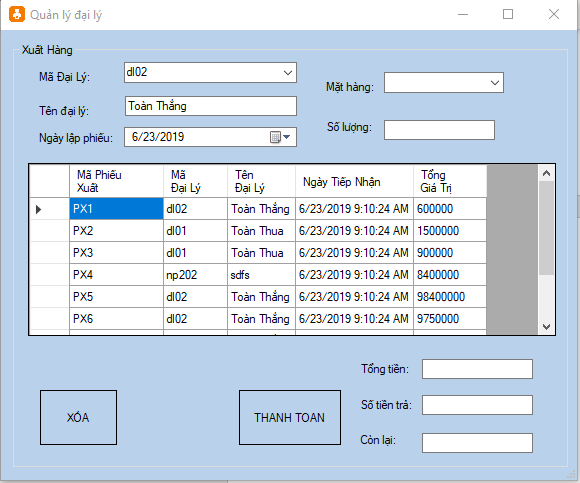 Quản lý đại lý
Xuất Hàng
Mã Đại Lý: dl02
Mặt hàng:
Tên đại lý: Toàn Thắng
Số lượng:
Ngày lập phiếu: 6/23/2019
Mã Phiếu Xuất Mã Đại Lý Tên Đại Lý Ngày Tiếp Nhận Tổng Giá Trị
PX1 dl02 Toàn Thắng 6/23/2019 9:10:24 AM 600000
PX2 dl01 Toàn Thua 6/23/2019 9:10:24 AM 1500000
PX3 dl01 Toàn Thua 6/23/2019 9:10:24 AM 900000
PX4 np202 sdfs 6/23/2019 9:10:24 AM 8400000
PX5 dl02 Toàn Thắng 6/23/2019 9:10:24 AM 98400000
PX6 dl02 Toàn Thắng 6/23/2019 9:10:24 AM 9750000
Tổng tiền:
XÓA
THANH TOAN
Số tiền trả:
Còn lại: